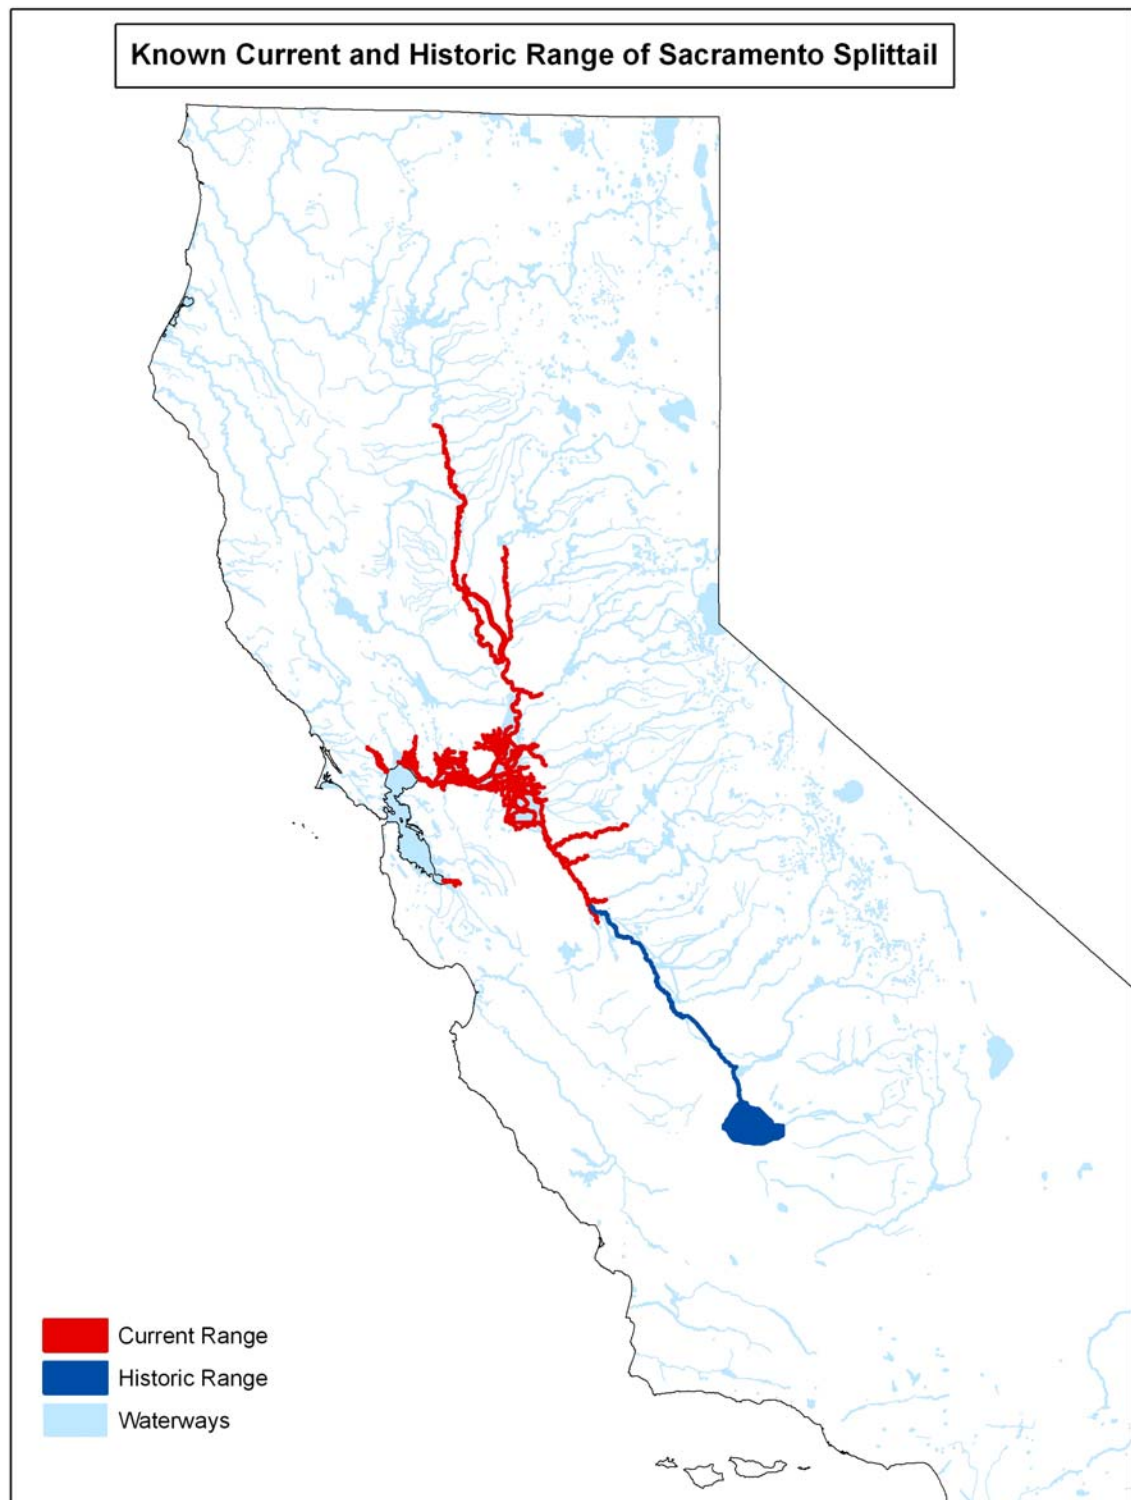 Known Current and Historic Range of Sacramento Splittail
Current Range
Historic Range
Waterways